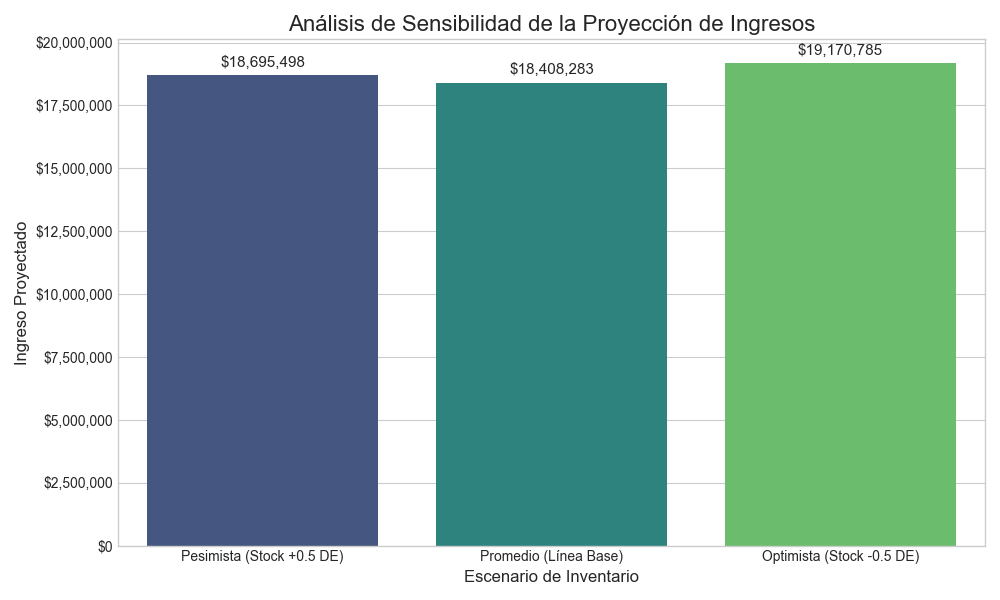 Análisis de Sensibilidad de la Proyección de Ingresos
Ingreso Proyectado
$20,000,000
$17,500,000
$15,000,000
$12,500,000
$10,000,000
$7,500,000
$5,000,000
$2,500,000
$0
$18,695,498
$18,408,283
$19,170,785
Pesimista (Stock +0.5 DE)
Promedio (Línea Base)
Optimista (Stock -0.5 DE)
Escenario de Inventario